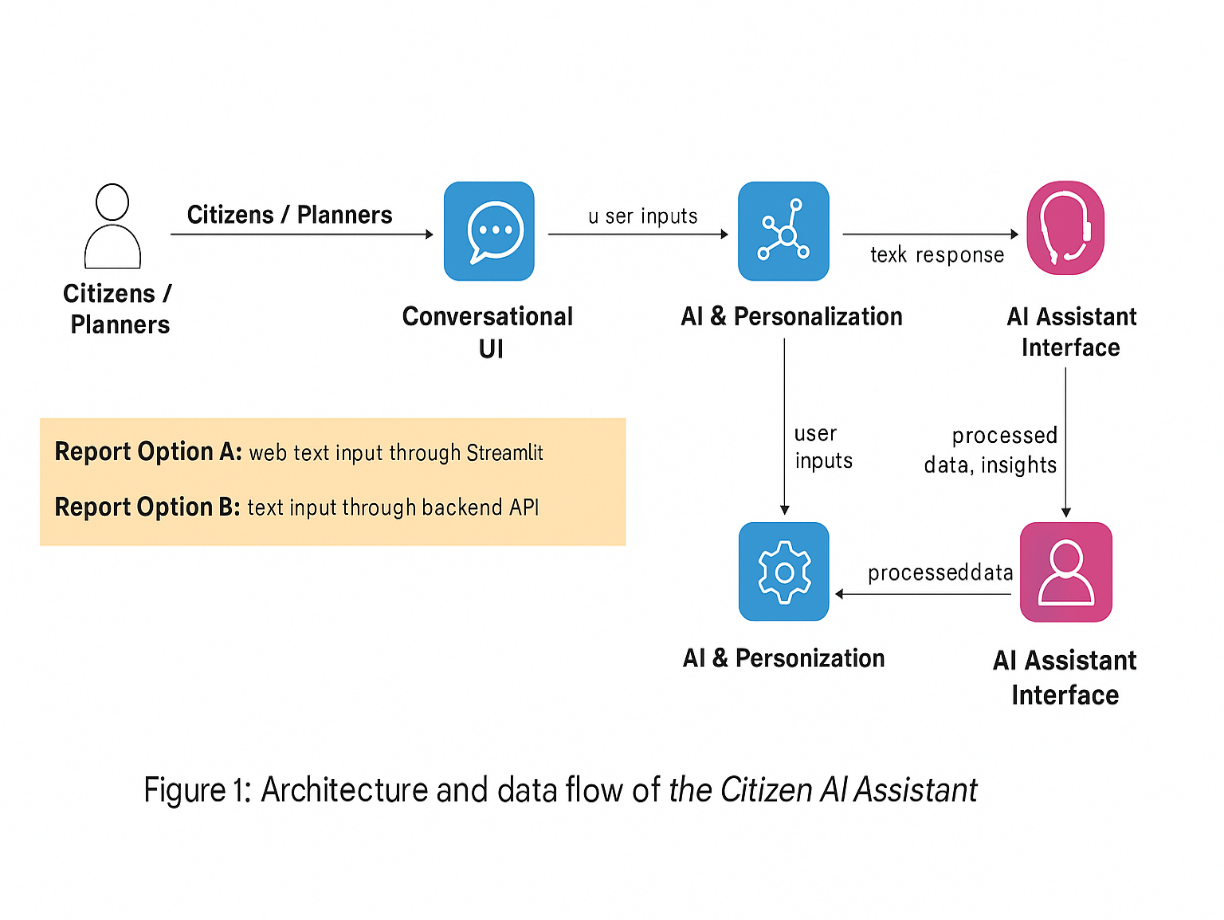 Citizens / Planners
u ser inputs
texk response
Citizens /
Planners
Conversational
UI
AI & Personalization
AI Assistant
Interface
Report Option A: web text input through Streamlit
Report Option B: text input through backend API
user
inputs
processed
data, insights
processeddata
AI & Personization
AI Assistant
Interface
Figure 1: Architecture and data flow of the Citizen AI Assistant